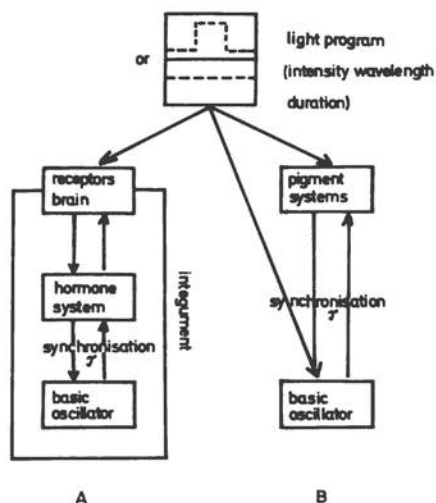 or
light program
(intensity wavelength
duration)
receptors
brain
hormone
system
synchronisation
τ
basic
oscillator
integument
A
pigment
systems
synchronisation
τ
basic
oscillator
B